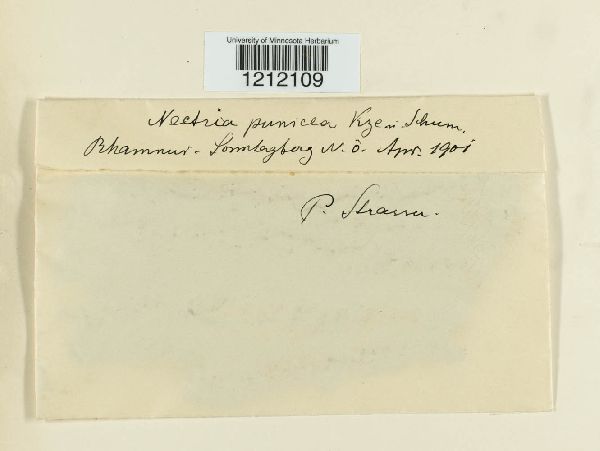 University of Minnesota Herbarium
1212109
Nectria punicea Kze u Schum.
Rhamnus - Sonntagberg N. Ö. Apr. 1901
P. Strasser.